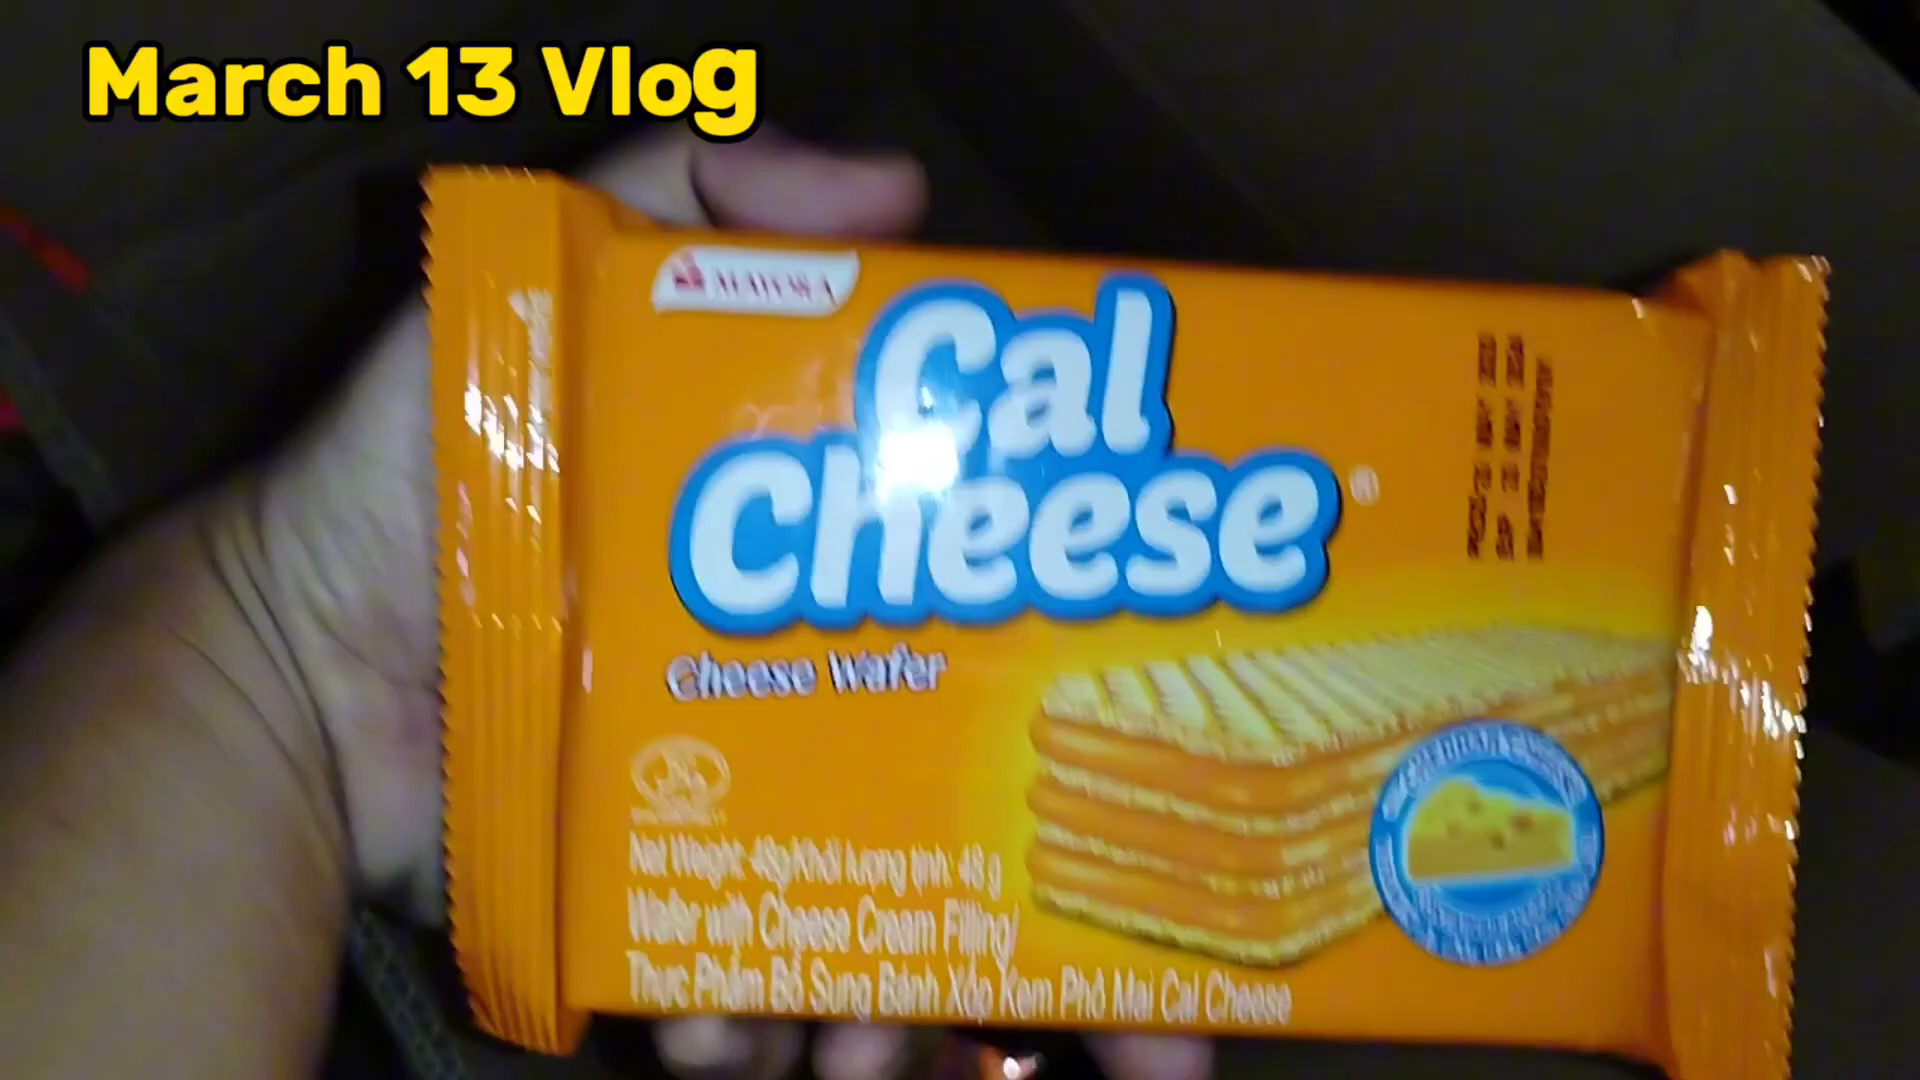 March 13 Vlog
MAYORA
Cal
Cheese
®
Cheese Wafer
Net Weight: 48g/Khối lượng tịnh: 48 g
Wafer with Cheese Cream Filling/
Thực Phẩm Bổ Sung Bánh Xốp Kem Phô Mai Cal Cheese